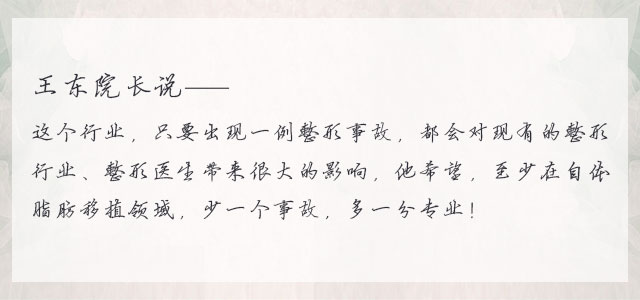 王东院长说——
这个行业，只要出现一例整形事故，都会对现有的整形
行业、整形医生带来很大的影响，他希望，至少在自体
脂肪移植领域，少一个事故，多一分专业！